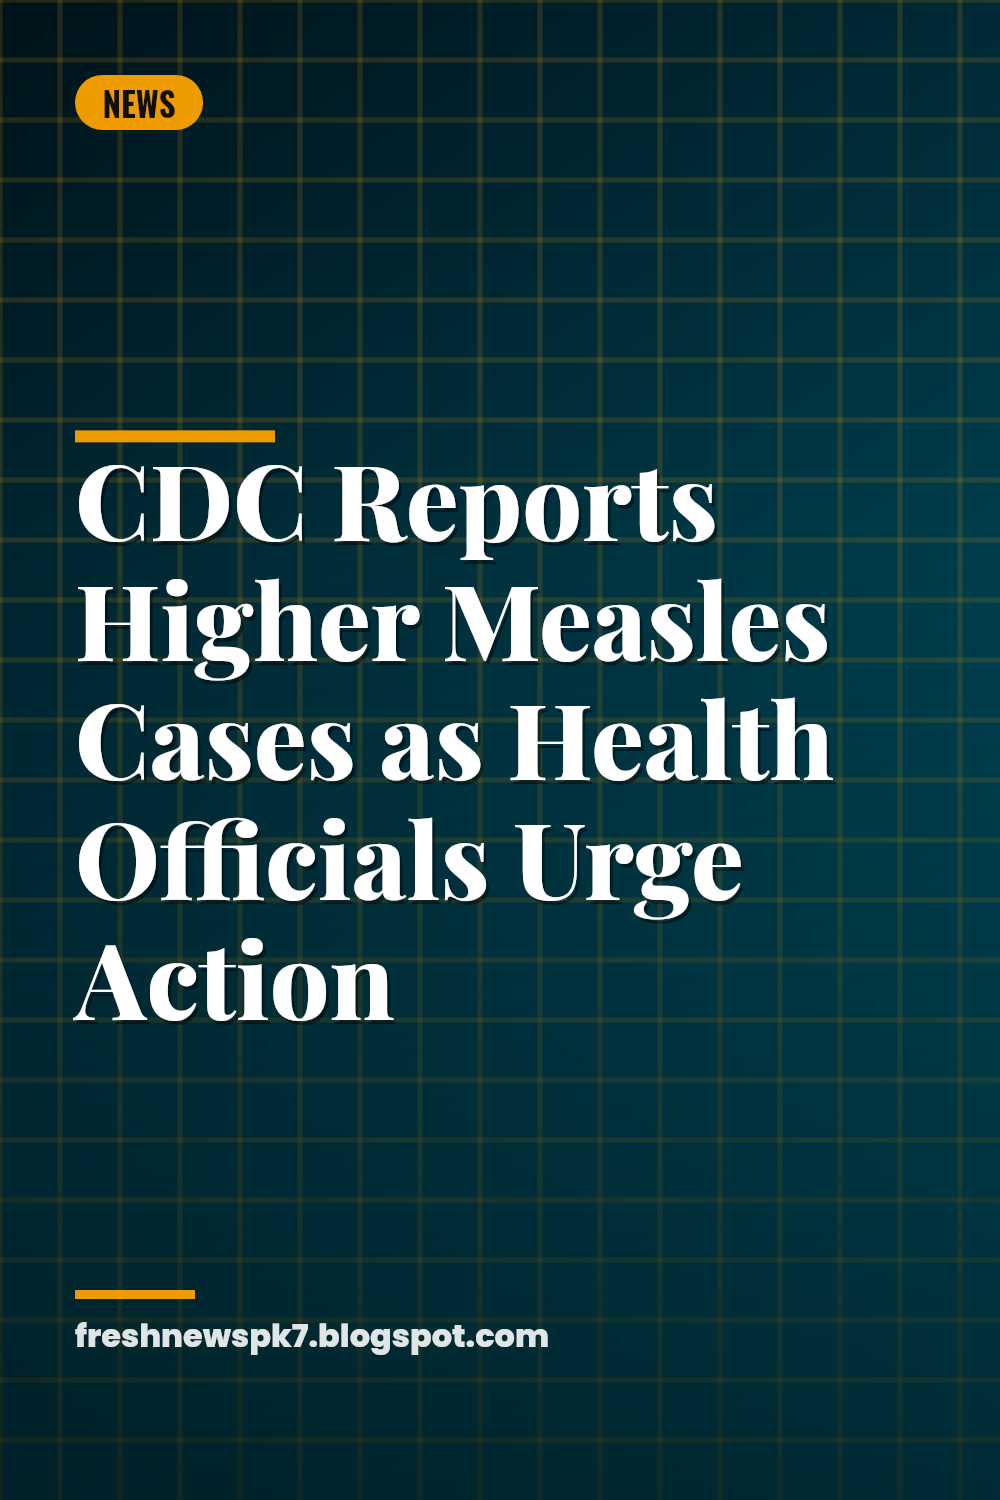 NEWS
CDC Reports
Higher Measles
Cases as Health
Officials Urge
Action
freshnewspk7.blogspot.com